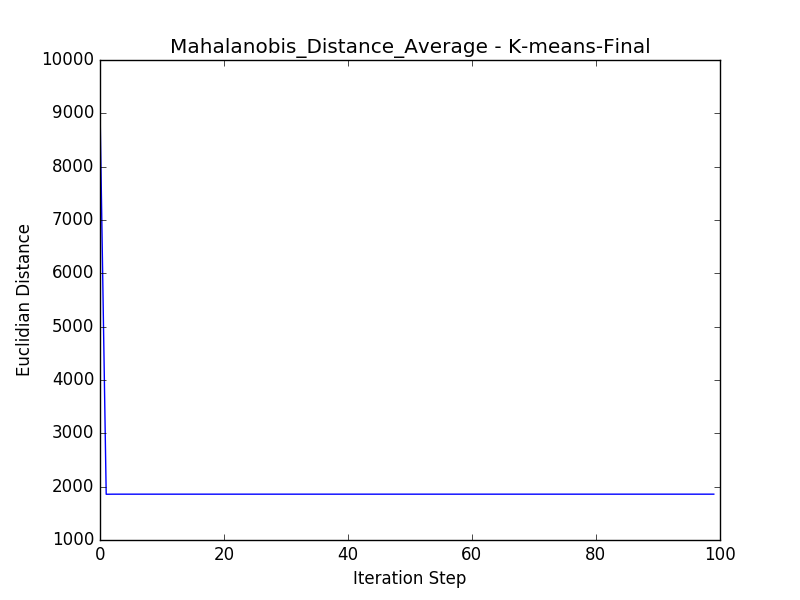 Mahalanobis_Distance_Average - K-means-Final
10000
9000
8000
7000
6000
5000
4000
3000
2000
1000
Euclidian Distance
0 20 40 60 80 100
Iteration Step